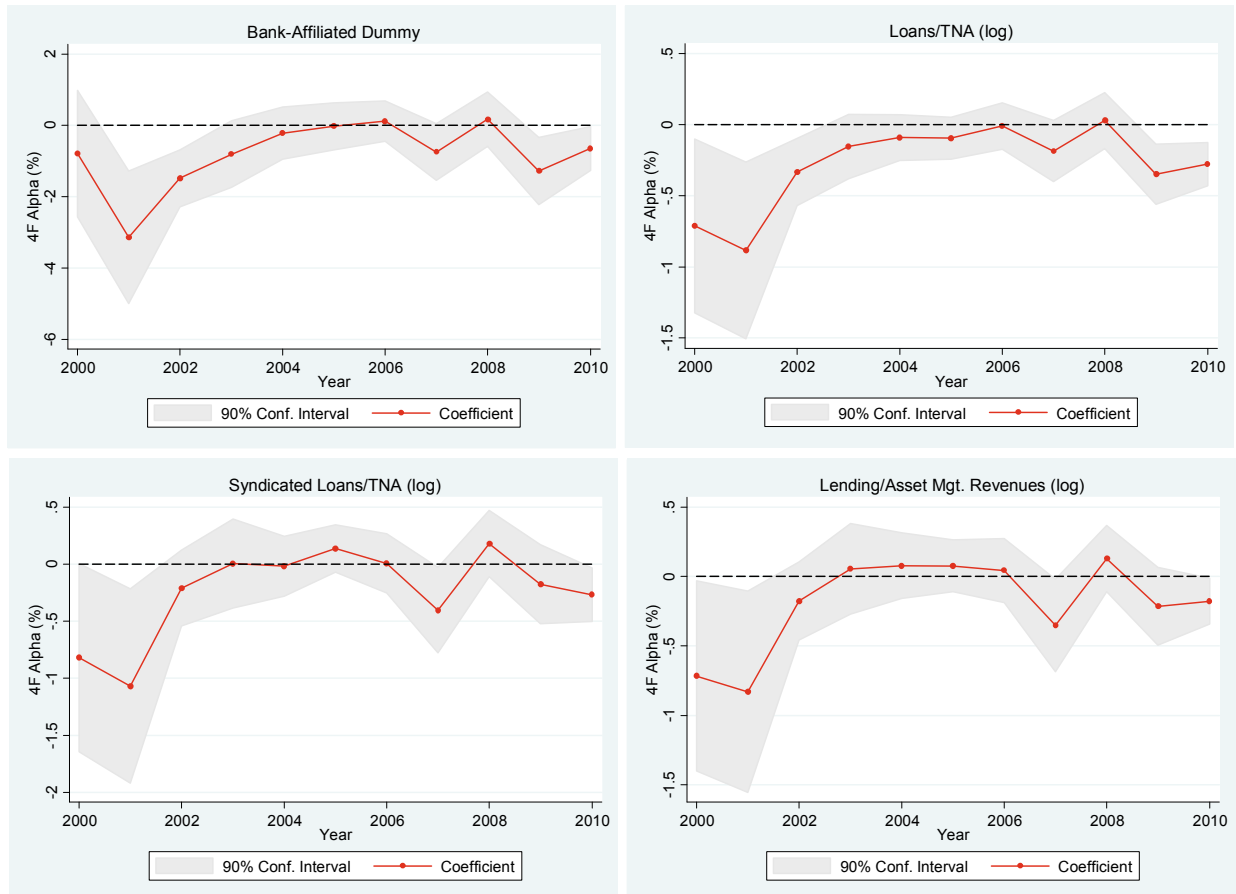 Bank-Affiliated Dummy
4F Alpha (%)
2
0
-2
-4
-6
2000 2002 2004 2006 2008 2010
Year
90% Conf. Interval Coefficient
Loans/TNA (log)
4F Alpha (%)
.5
0
-.5
-1
-1.5
2000 2002 2004 2006 2008 2010
Year
90% Conf. Interval Coefficient
Syndicated Loans/TNA (log)
4F Alpha (%)
.5
0
-.5
-1
-1.5
-2
2000 2002 2004 2006 2008 2010
Year
90% Conf. Interval Coefficient
Lending/Asset Mgt. Revenues (log)
4F Alpha (%)
.5
0
-.5
-1
-1.5
2000 2002 2004 2006 2008 2010
Year
90% Conf. Interval Coefficient